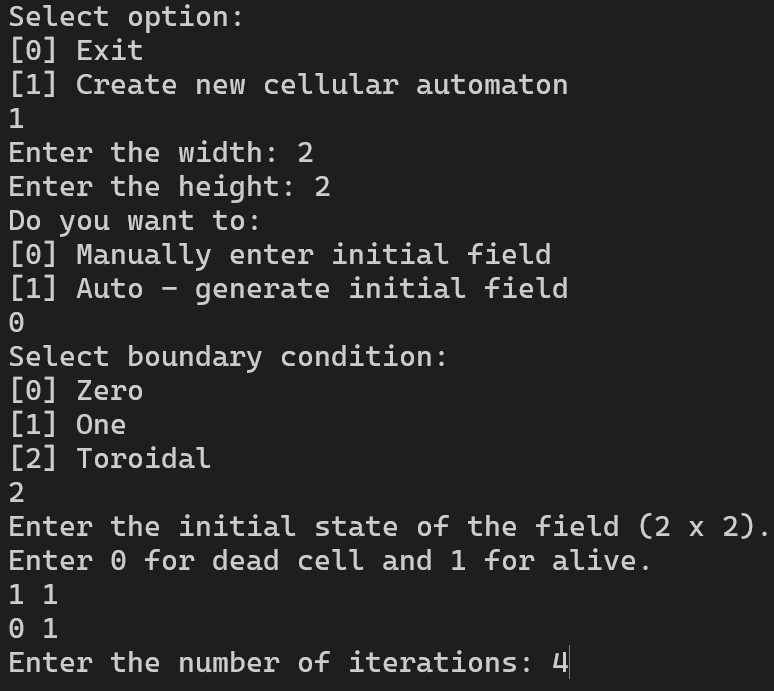 Select option:
[0] Exit
[1] Create new cellular automaton
1
Enter the width: 2
Enter the height: 2
Do you want to:
[0] Manually enter initial field
[1] Auto - generate initial field
0
Select boundary condition:
[0] Zero
[1] One
[2] Toroidal
2
Enter the initial state of the field (2 x 2).
Enter 0 for dead cell and 1 for alive.
1 1
0 1
Enter the number of iterations: 4